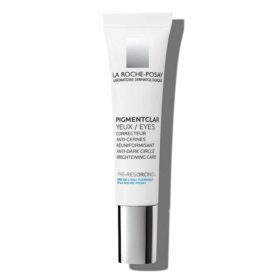 LA ROCHE-POSAY
LABORATOIRE DERMATOLOGIQUE
PIGMENTCLAR
YEUX / EYES
CORRECTEUR
ANTI-CERNES
RÉUNIFORMISANT
ANTI-DARK CIRCLE
BRIGHTENING CARE
PHE-RESORCINOL